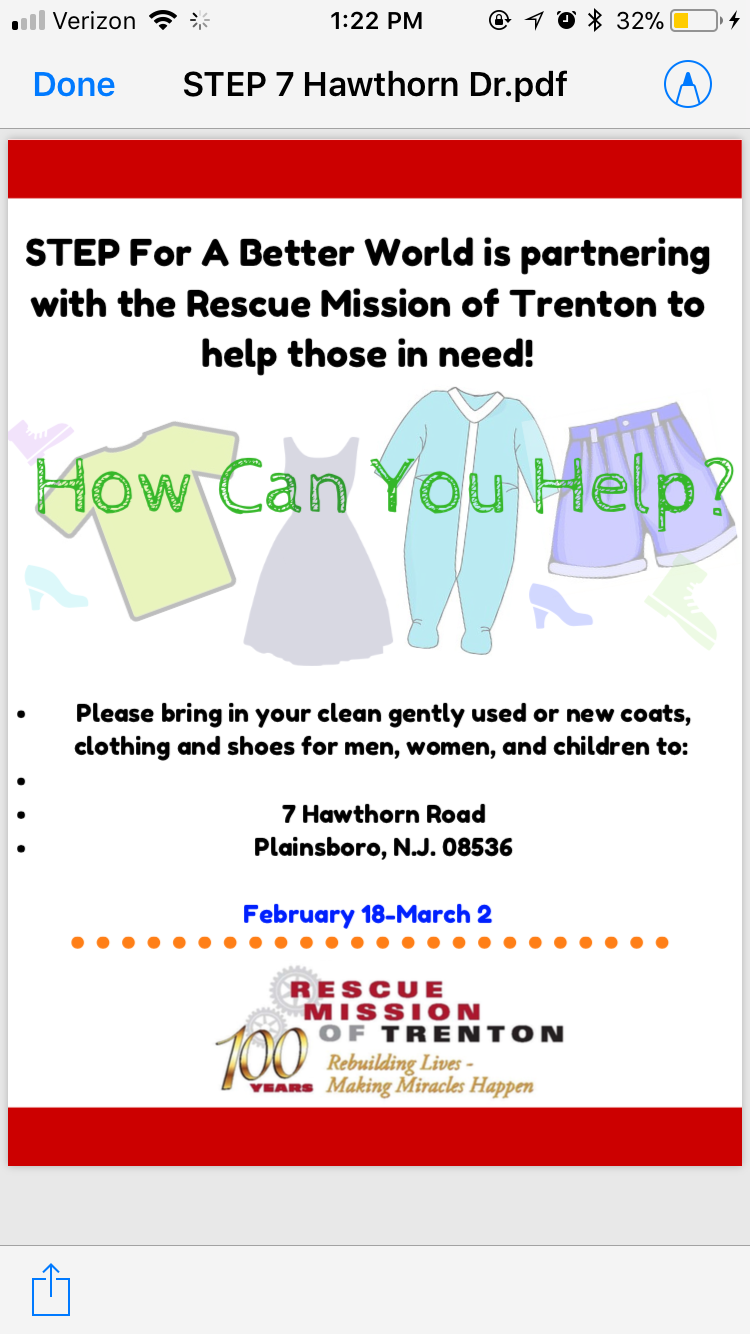 Verizon 1:22 PM 32%
Done STEP 7 Hawthorn Dr.pdf
STEP For A Better World is partnering
with the Rescue Mission of Trenton to
help those in need!
How Can You Help?
• Please bring in your clean gently used or new coats,
clothing and shoes for men, women, and children to:
•
• 7 Hawthorn Road
• Plainsboro, N.J. 08536
February 18-March 2
RESCUE
MISSION
OF TRENTON
100
YEARS
Rebuilding Lives -
Making Miracles Happen